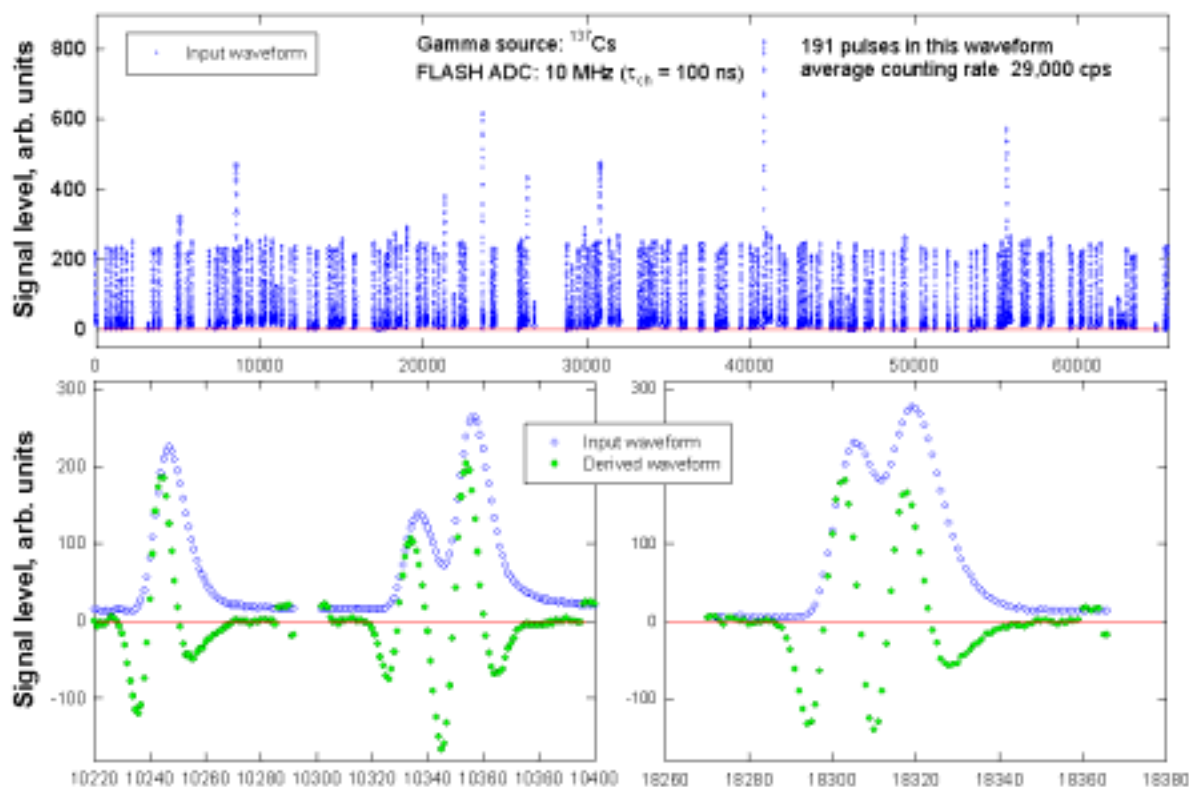 Signal level, arb. units
800
600
400
200
0
Input waveform
Gamma source: ¹³⁷Cs
FLASH ADC: 10 MHz (τch = 100 ns)
191 pulses in this waveform
average counting rate 29,000 cps
0 10000 20000 30000 40000 50000 60000
Signal level, arb. units
300
200
100
0
-100
10220 10240 10260 10280 10300 10320 10340 10360 10380 10400
Input waveform
Derived waveform
300
100
0
-100
18260 18280 18300 18320 18340 18360 18380